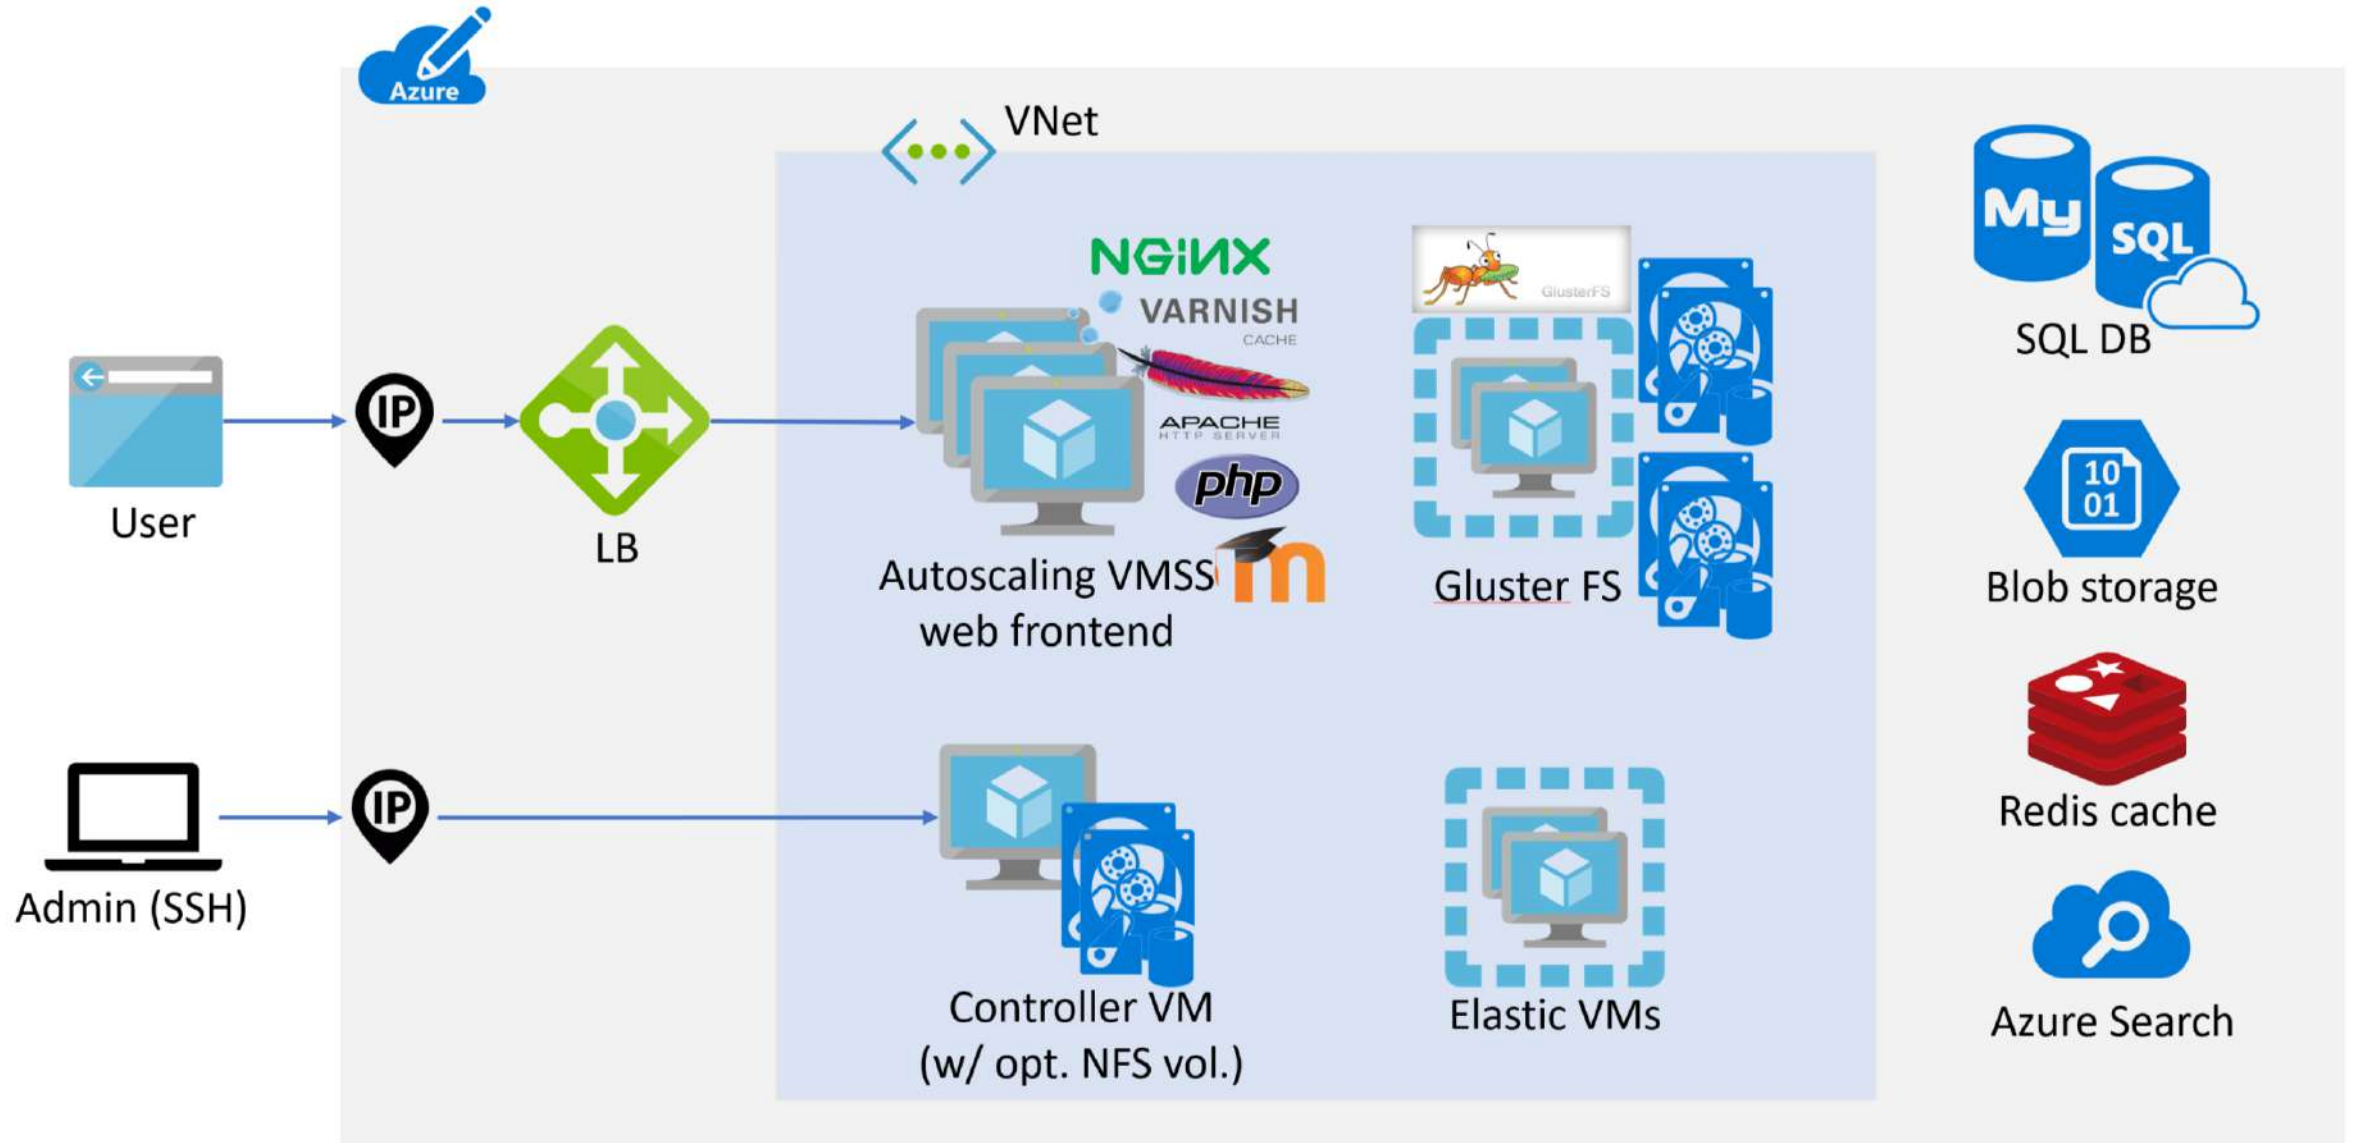 Azure
VNet
NGiNX
VARNISH
CACHE
APACHE
HTTP SERVER
php
m
Autoscaling VMSS
web frontend
GlusterFS
Gluster FS
My
SQL
SQL DB
IP
User
LB
10
01
Blob storage
Redis cache
IP
Admin (SSH)
Controller VM
(w/ opt. NFS vol.)
Elastic VMs
Azure Search